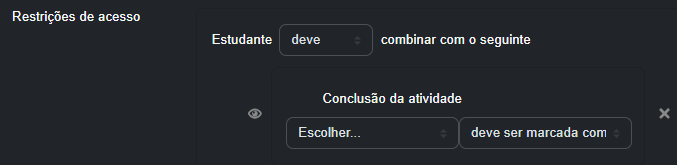 Restrições de acesso
Estudante deve combinar com o seguinte
Conclusão da atividade
Escolher... deve ser marcada com